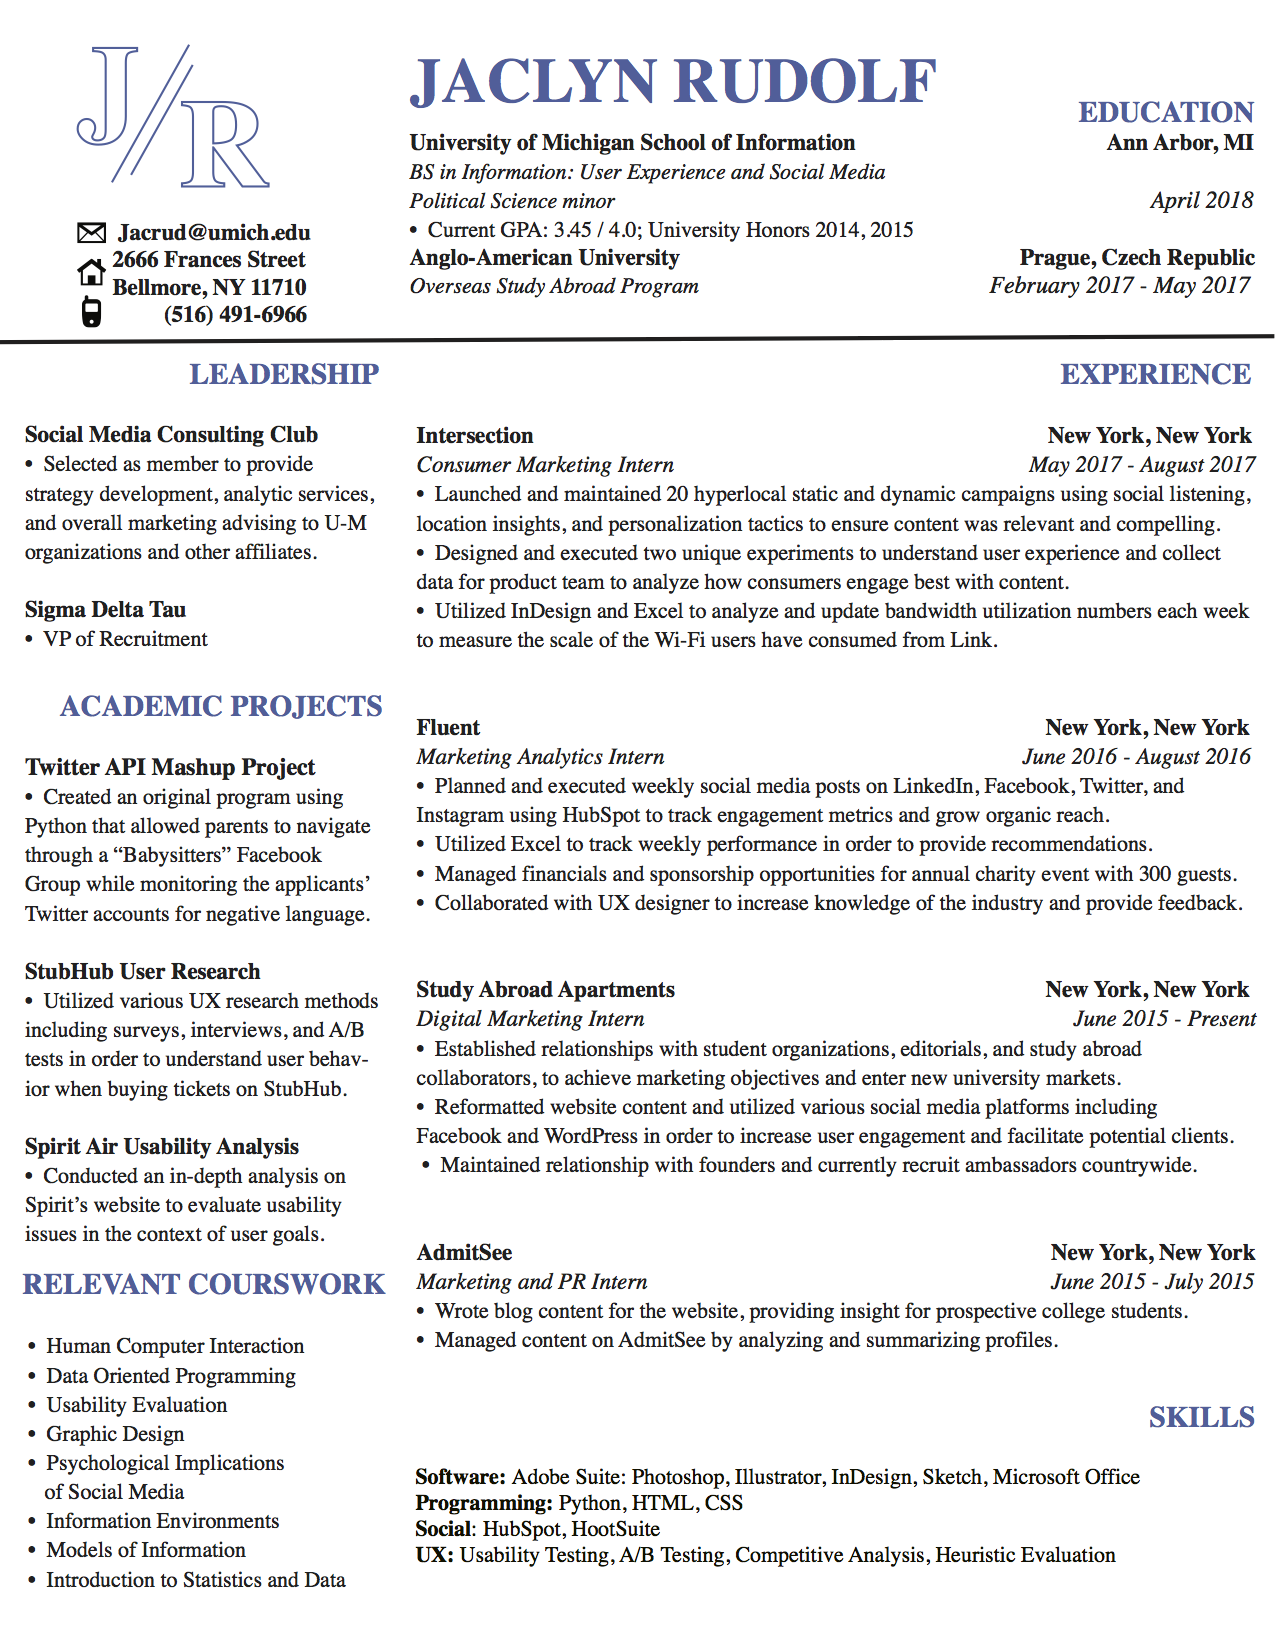 J/R
JACLYN RUDOLF
EDUCATION
University of Michigan School of Information Ann Arbor, MI
BS in Information: User Experience and Social Media
Political Science minor April 2018
• Current GPA: 3.45 / 4.0; University Honors 2014, 2015
Anglo-American University Prague, Czech Republic
Overseas Study Abroad Program February 2017 - May 2017
Jacrud@umich.edu
2666 Frances Street
Bellmore, NY 11710
(516) 491-6966
LEADERSHIP
Social Media Consulting Club
• Selected as member to provide
strategy development, analytic services,
and overall marketing advising to U-M
organizations and other affiliates.
Sigma Delta Tau
• VP of Recruitment
ACADEMIC PROJECTS
Twitter API Mashup Project
• Created an original program using
Python that allowed parents to navigate
through a “Babysitters” Facebook
Group while monitoring the applicants’
Twitter accounts for negative language.
StubHub User Research
• Utilized various UX research methods
including surveys, interviews, and A/B
tests in order to understand user behav-
ior when buying tickets on StubHub.
Spirit Air Usability Analysis
• Conducted an in-depth analysis on
Spirit’s website to evaluate usability
issues in the context of user goals.
RELEVANT COURSWORK
• Human Computer Interaction
• Data Oriented Programming
• Usability Evaluation
• Graphic Design
• Psychological Implications
of Social Media
• Information Environments
• Models of Information
• Introduction to Statistics and Data
EXPERIENCE
Intersection New York, New York
Consumer Marketing Intern May 2017 - August 2017
• Launched and maintained 20 hyperlocal static and dynamic campaigns using social listening,
location insights, and personalization tactics to ensure content was relevant and compelling.
• Designed and executed two unique experiments to understand user experience and collect
data for product team to analyze how consumers engage best with content.
• Utilized InDesign and Excel to analyze and update bandwidth utilization numbers each week
to measure the scale of the Wi-Fi users have consumed from Link.
Fluent New York, New York
Marketing Analytics Intern June 2016 - August 2016
• Planned and executed weekly social media posts on LinkedIn, Facebook, Twitter, and
Instagram using HubSpot to track engagement metrics and grow organic reach.
• Utilized Excel to track weekly performance in order to provide recommendations.
• Managed financials and sponsorship opportunities for annual charity event with 300 guests.
• Collaborated with UX designer to increase knowledge of the industry and provide feedback.
Study Abroad Apartments New York, New York
Digital Marketing Intern June 2015 - Present
• Established relationships with student organizations, editorials, and study abroad
collaborators, to achieve marketing objectives and enter new university markets.
• Reformatted website content and utilized various social media platforms including
Facebook and WordPress in order to increase user engagement and facilitate potential clients.
• Maintained relationship with founders and currently recruit ambassadors countrywide.
AdmitSee New York, New York
Marketing and PR Intern June 2015 - July 2015
• Wrote blog content for the website, providing insight for prospective college students.
• Managed content on AdmitSee by analyzing and summarizing profiles.
SKILLS
Software: Adobe Suite: Photoshop, Illustrator, InDesign, Sketch, Microsoft Office
Programming: Python, HTML, CSS
Social: HubSpot, HootSuite
UX: Usability Testing, A/B Testing, Competitive Analysis, Heuristic Evaluation